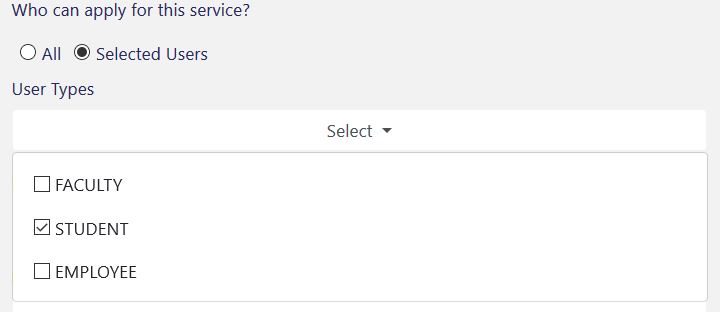 Who can apply for this service?
All Selected Users
User Types
Select
FACULTY
STUDENT
EMPLOYEE